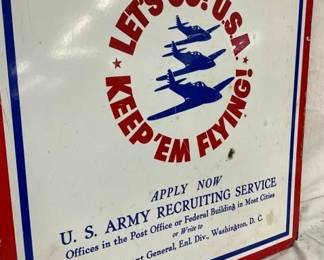 LET'S GO! U.S.A.
KEEP 'EM FLYING!
APPLY NOW
U. S. ARMY RECRUITING SERVICE
Offices in the Post Office or Federal Building in Most Cities
or Write to
General, Enl. Div., Washington, D. C.